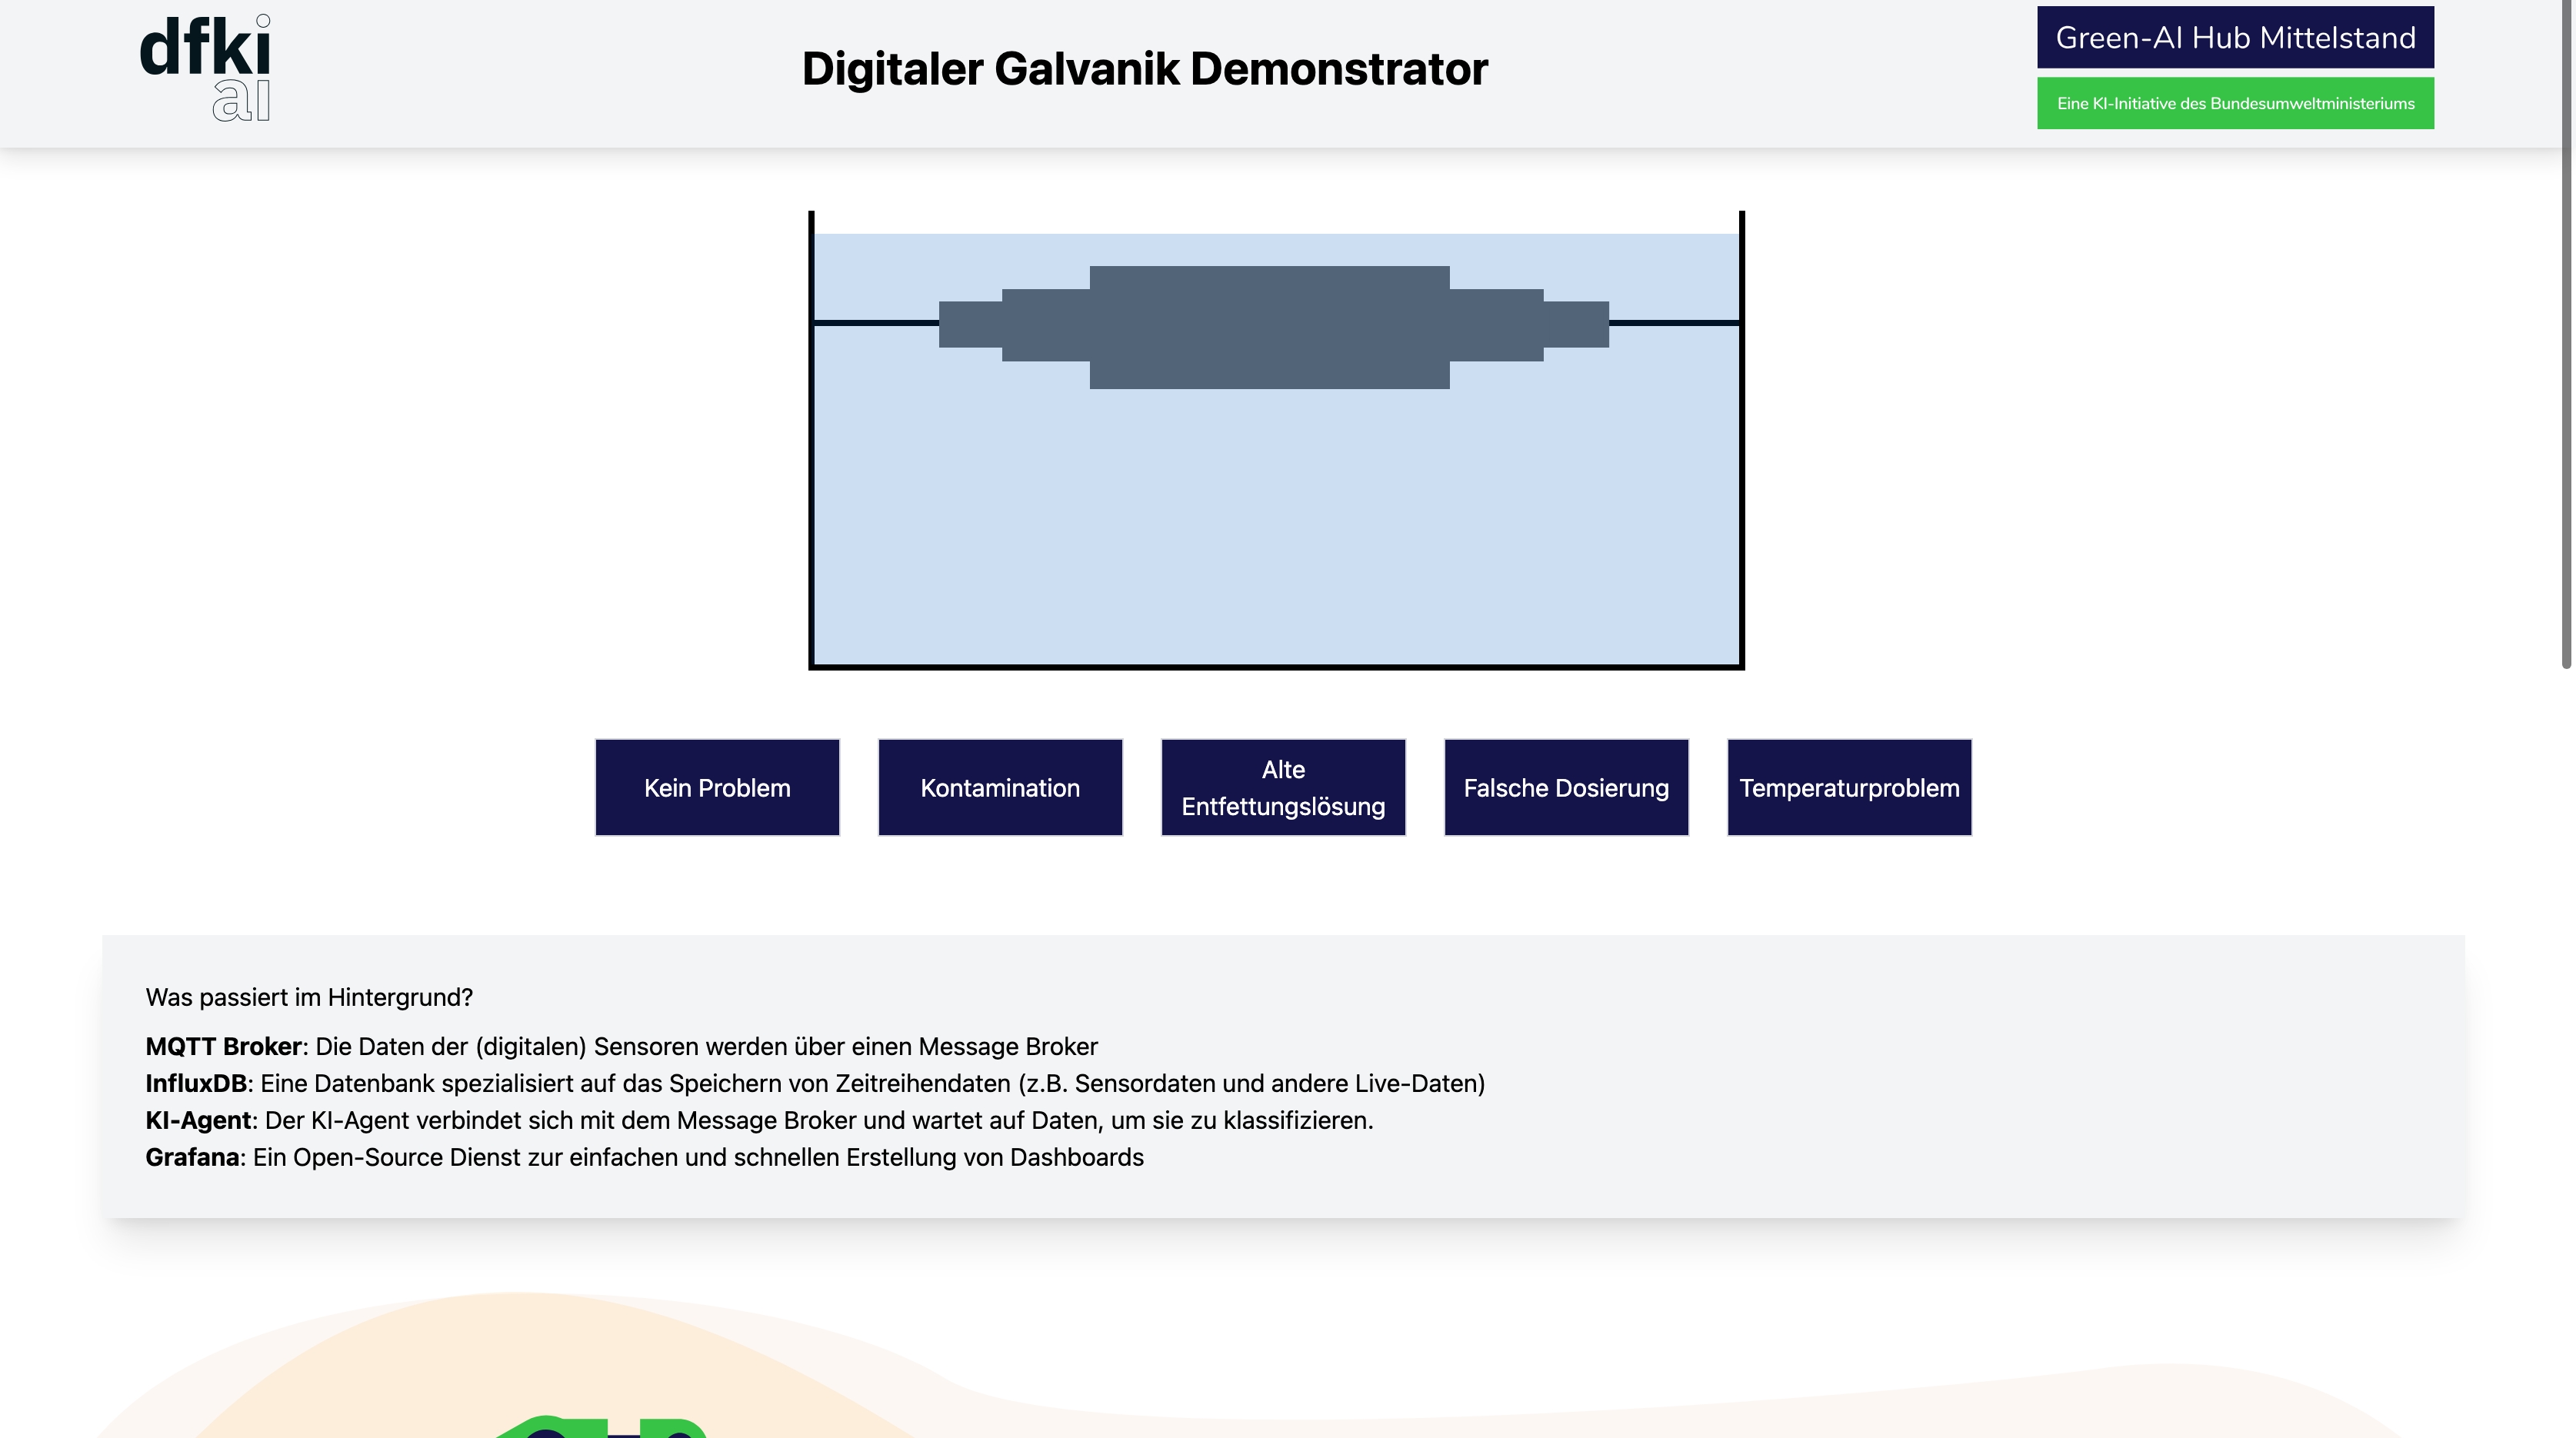 dfki
ai
Digitaler Galvanik Demonstrator
Green-AI Hub Mittelstand
Eine KI-Initiative des Bundesumweltministeriums
Kein Problem
Kontamination
Alte
Entfettungslösung
Falsche Dosierung
Temperaturproblem
Was passiert im Hintergrund?
MQTT Broker: Die Daten der (digitalen) Sensoren werden über einen Message Broker
InfluxDB: Eine Datenbank spezialisiert auf das Speichern von Zeitreihendaten (z.B. Sensordaten und andere Live-Daten)
KI-Agent: Der KI-Agent verbindet sich mit dem Message Broker und wartet auf Daten, um sie zu klassifizieren.
Grafana: Ein Open-Source Dienst zur einfachen und schnellen Erstellung von Dashboards